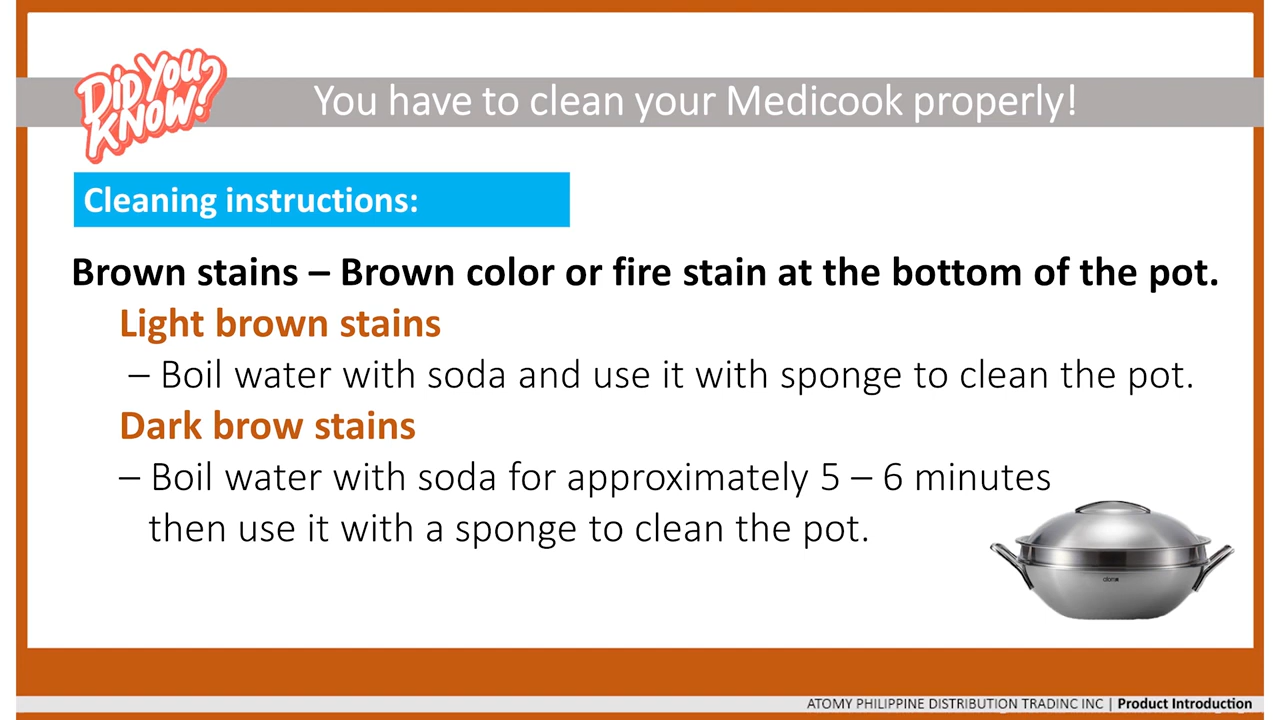 DID YOU KNOW?
You have to clean your Medicook properly!
Cleaning instructions:
Brown stains – Brown color or fire stain at the bottom of the pot.
Light brown stains
– Boil water with soda and use it with sponge to clean the pot.
Dark brow stains
– Boil water with soda for approximately 5 – 6 minutes
then use it with a sponge to clean the pot.
atomy
ATOMY PHILIPPINE DISTRIBUTION TRADINC INC | Product Introduction